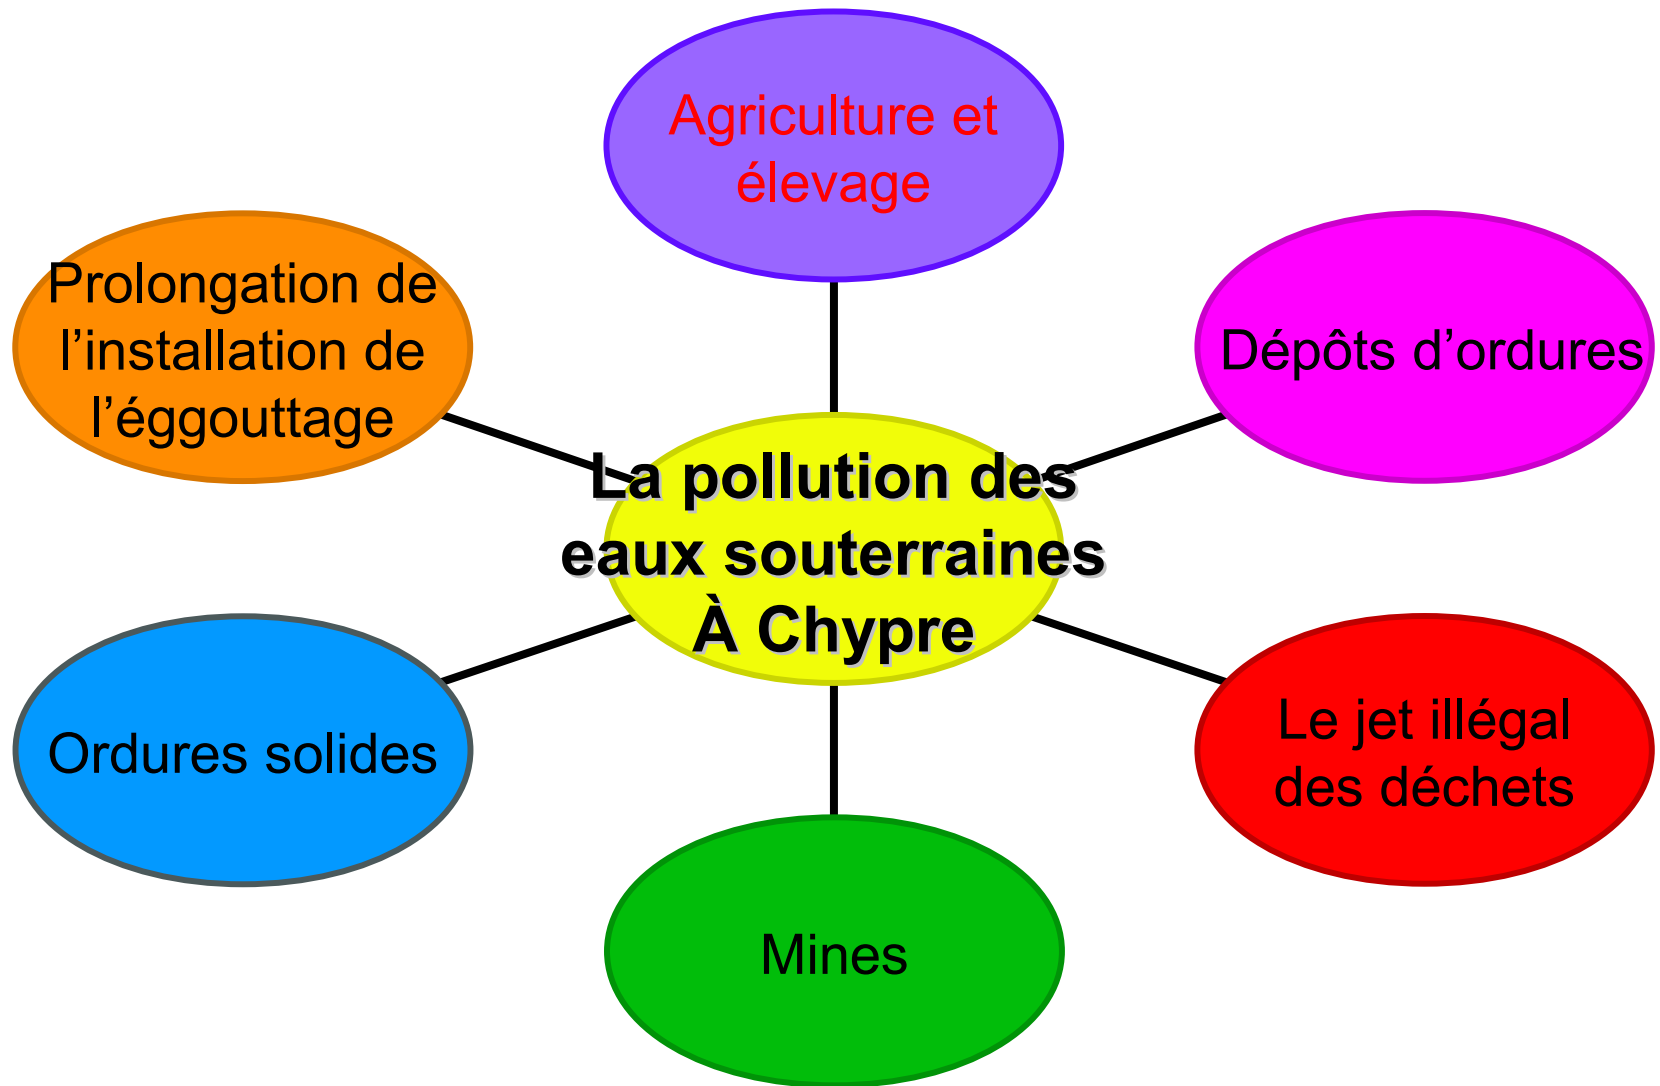 Agriculture et
élevage
Prolongation de
l’installation de
l’éggouttage
Dépôts d’ordures
La pollution des
eaux souterraines
À Chypre
Ordures solides
Le jet illégal
des déchets
Mines